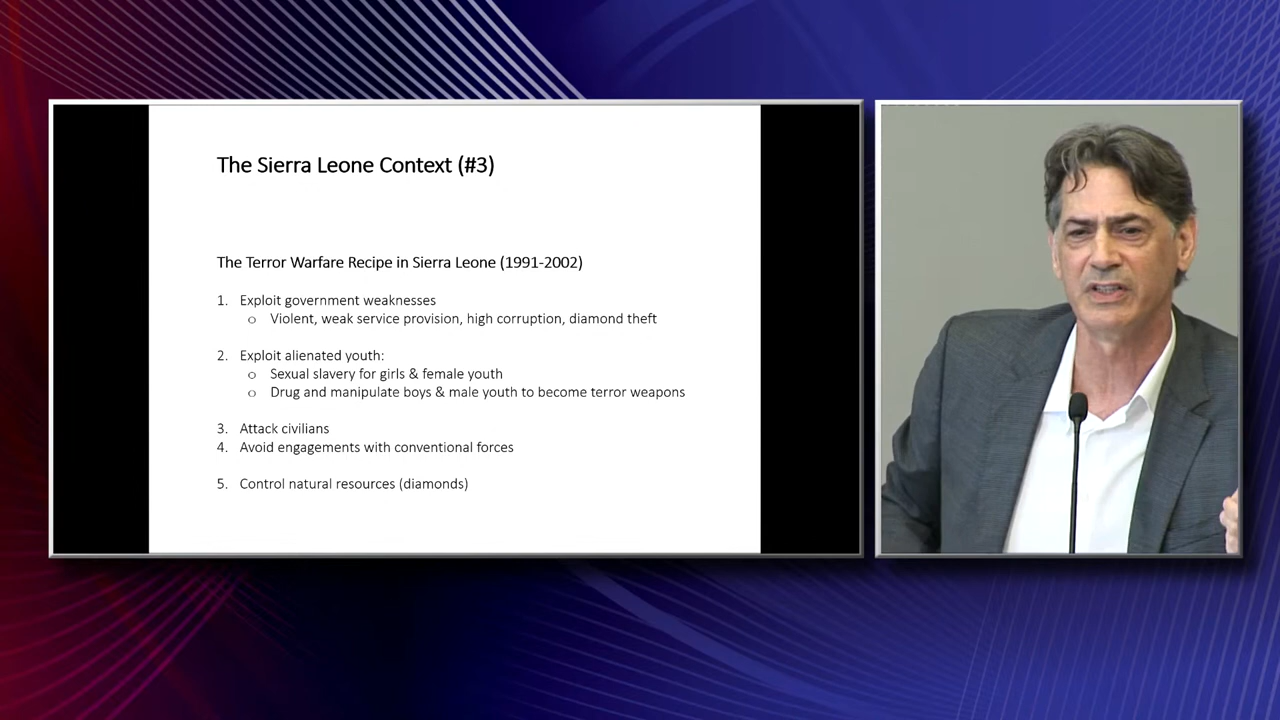 The Sierra Leone Context (#3)
The Terror Warfare Recipe in Sierra Leone (1991-2002)
1. Exploit government weaknesses
o Violent, weak service provision, high corruption, diamond theft
2. Exploit alienated youth:
o Sexual slavery for girls & female youth
o Drug and manipulate boys & male youth to become terror weapons
3. Attack civilians
4. Avoid engagements with conventional forces
5. Control natural resources (diamonds)